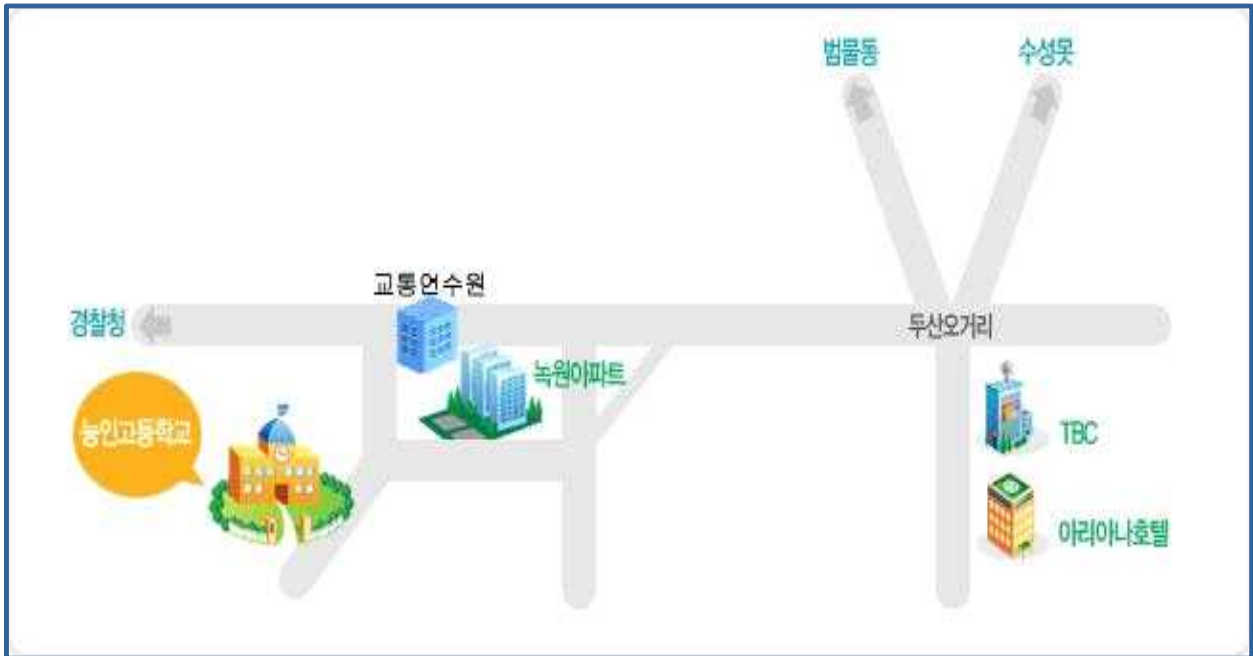 범물동
수성못
교통연수원
경찰청
두산오거리
녹원아파트
능인고등학교
TBC
아리아나호텔